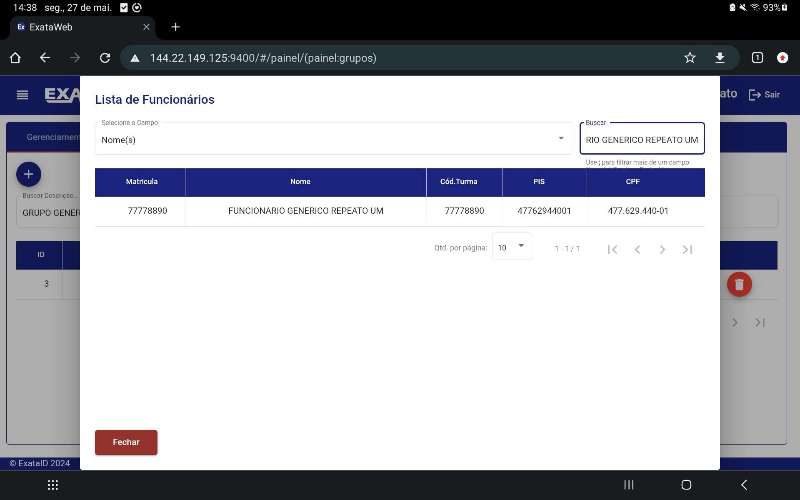 14:38 seg., 27 de mai.
93%
Ex ExataWeb
144.22.149.125:9400/#/painel/(painel:grupos)
1
EXA
ato
Sair
Lista de Funcionários
Selecione o Campo
Nome(s)
Buscar
RIO GENERICO REPEATO UM
Use ; para filtrar mais de um campo
Matrícula Nome Cód.Turma PIS CPF
77778890 FUNCIONARIO GENERICO REPEATO UM 77778890 47762944001 477.629.440-01
Qtd. por página: 10 1 - 1 / 1
Fechar
Gerenciament
Buscar Descrição...
GRUPO GENER
ID
3
© ExataID 2024